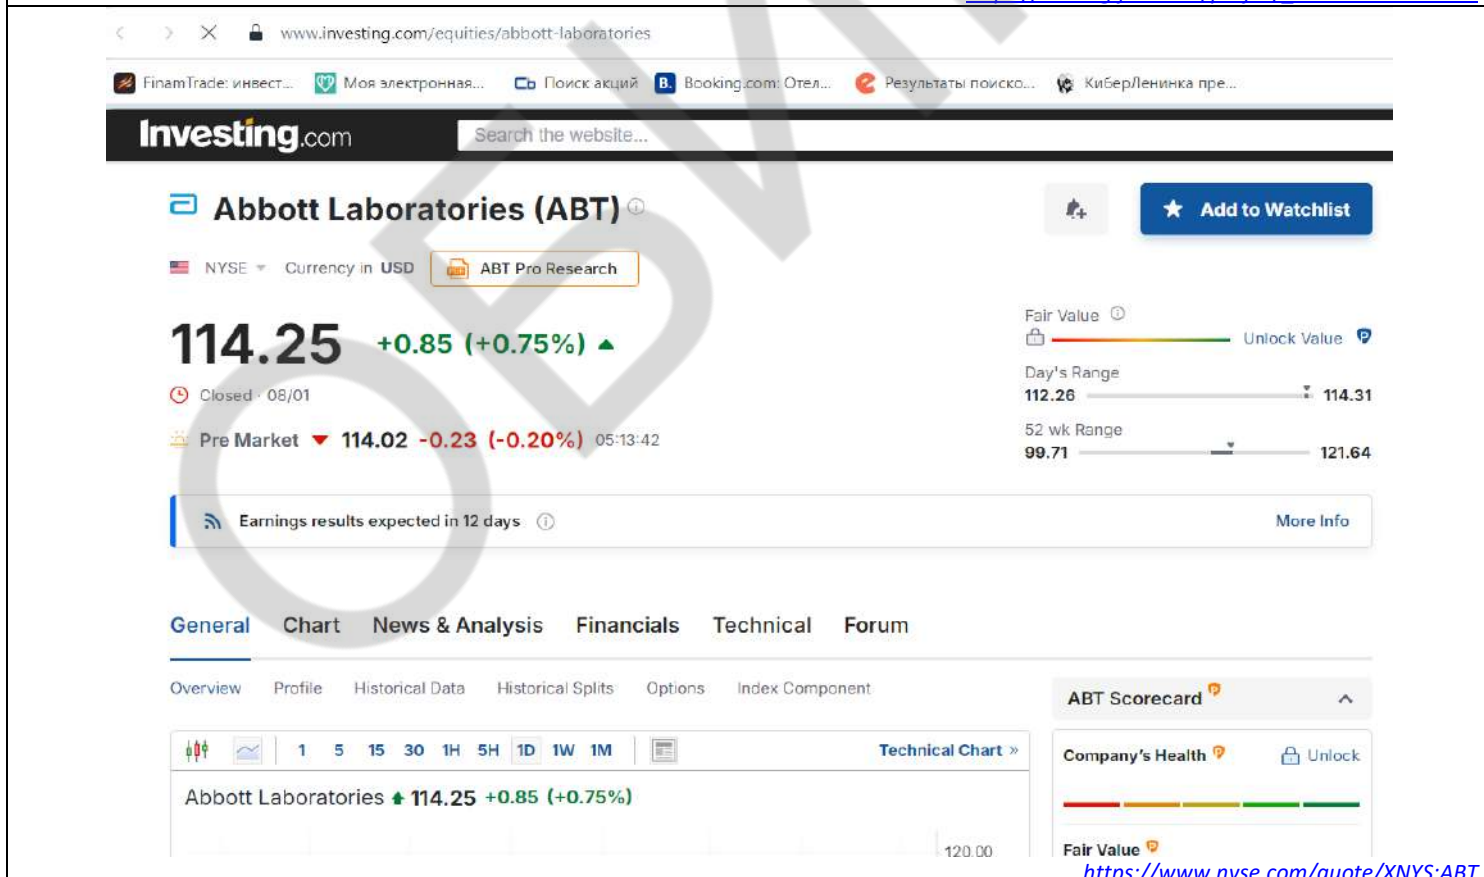 www.investing.com/equities/abbott-laboratories
FinamTrade: инвест... Моя электронная... Поиск акций B. Booking.com: Отел... Результаты поиско... КиберЛенинка пре...
Investing.com Search the website...
Abbott Laboratories (ABT)
Add to Watchlist
NYSE Currency in USD ABT Pro Research
114.25 +0.85 (+0.75%)
Fair Value
Unlock Value
Closed · 08/01
Day's Range
112.26 114.31
Pre Market 114.02 -0.23 (-0.20%) 05:13:42
52 wk Range
99.71 121.64
Earnings results expected in 12 days More Info
General Chart News & Analysis Financials Technical Forum
Overview Profile Historical Data Historical Splits Options Index Component
ABT Scorecard
1 5 15 30 1H 5H 1D 1W 1M Technical Chart »
Company's Health Unlock
Abbott Laboratories 114.25 +0.85 (+0.75%)
120.00
Fair Value
https://www.nyse.com/quote/XNYS:ABT